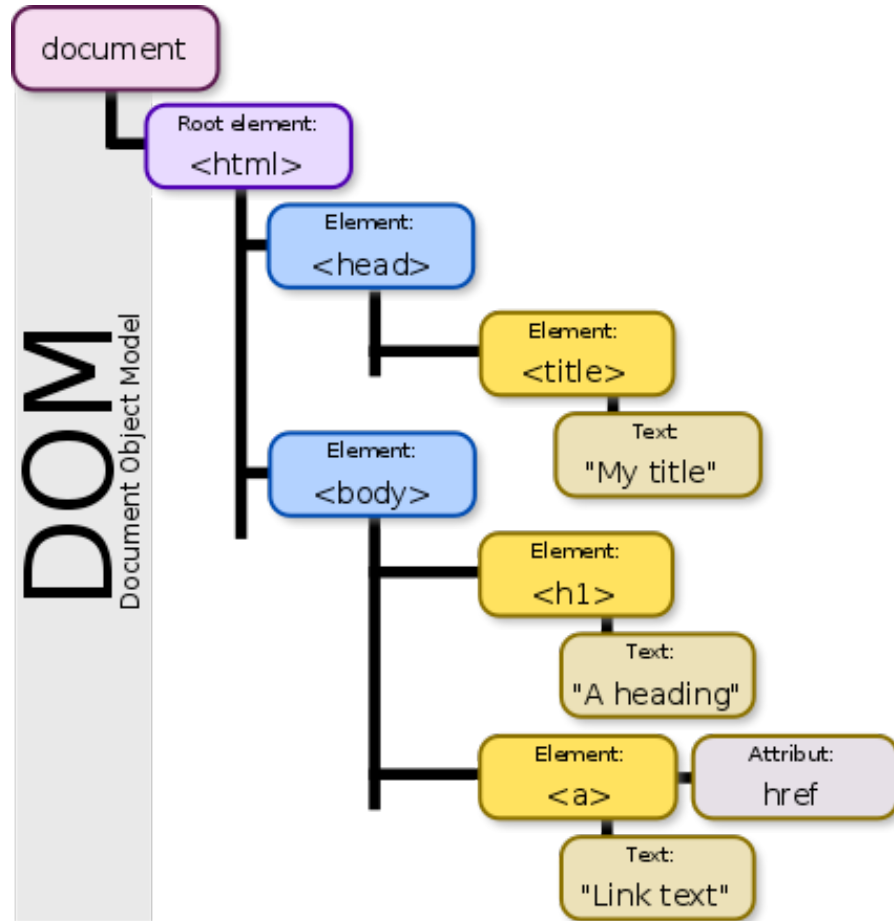 document
Root element:
<html>
Element:
<head>
Element:
<title>
Text
"My title"
Element:
<body>
Element:
<h1>
Text:
"A heading"
Element:
<a>
Attribut:
href
Text:
"Link text"
DOM
Document Object Model